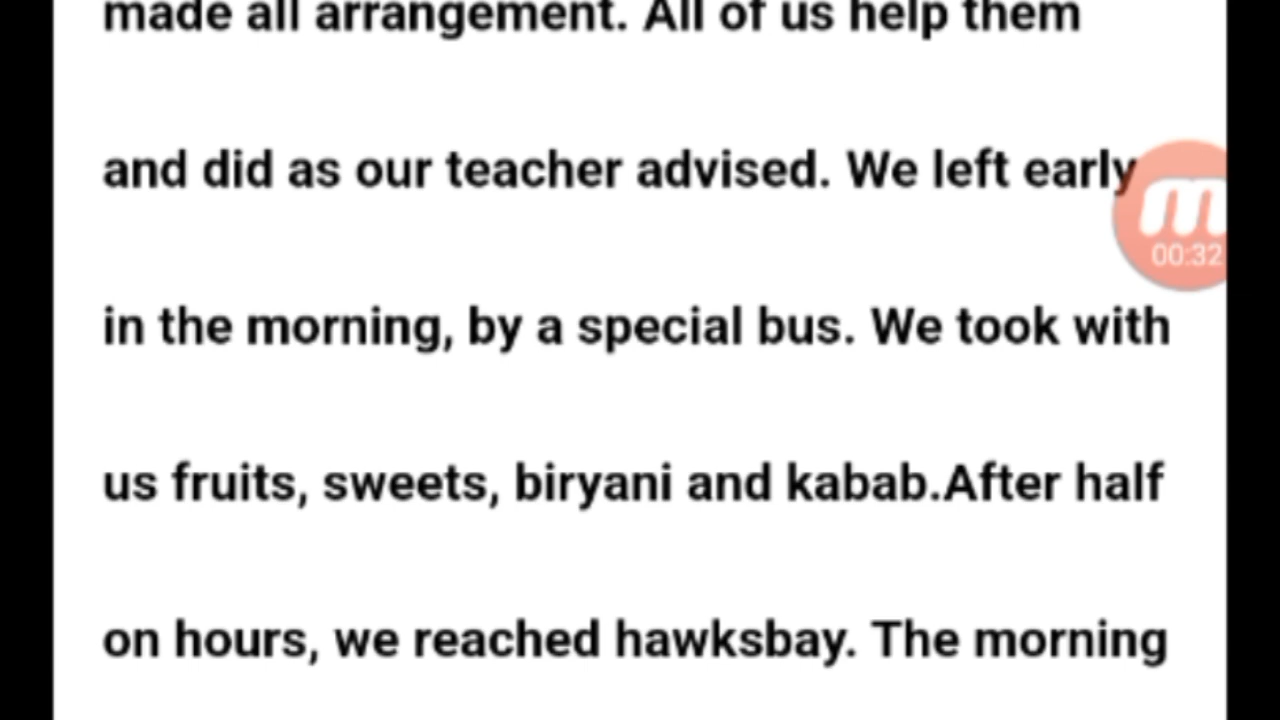 made all arrangement. All of us help them
and did as our teacher advised. We left early
in the morning, by a special bus. We took with
us fruits, sweets, biryani and kabab.After half
on hours, we reached hawksbay. The morning
m
00:32